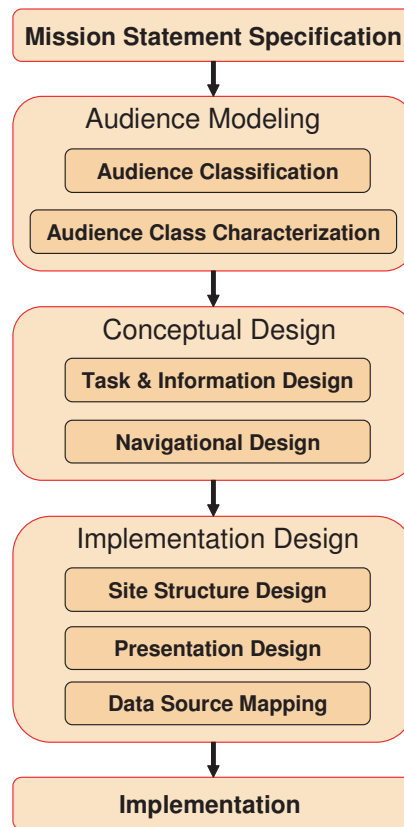 Mission Statement Specification
Audience Modeling
Audience Classification
Audience Class Characterization
Conceptual Design
Task & Information Design
Navigational Design
Implementation Design
Site Structure Design
Presentation Design
Data Source Mapping
Implementation